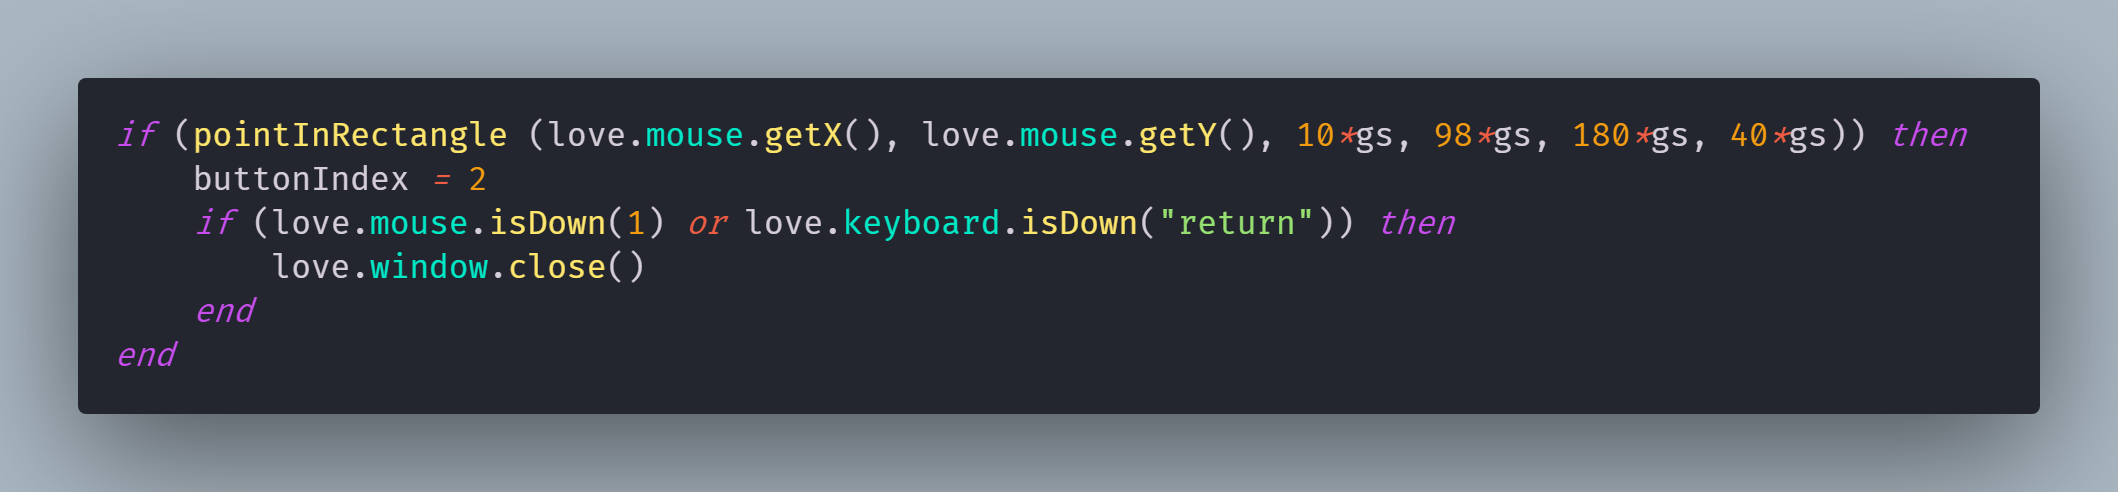 if (pointInRectangle (love.mouse.getX(), love.mouse.getY(), 10*gs, 98*gs, 180*gs, 40*gs)) then
    buttonIndex = 2
    if (love.mouse.isDown(1) or love.keyboard.isDown("return")) then
        love.window.close()
    end
end